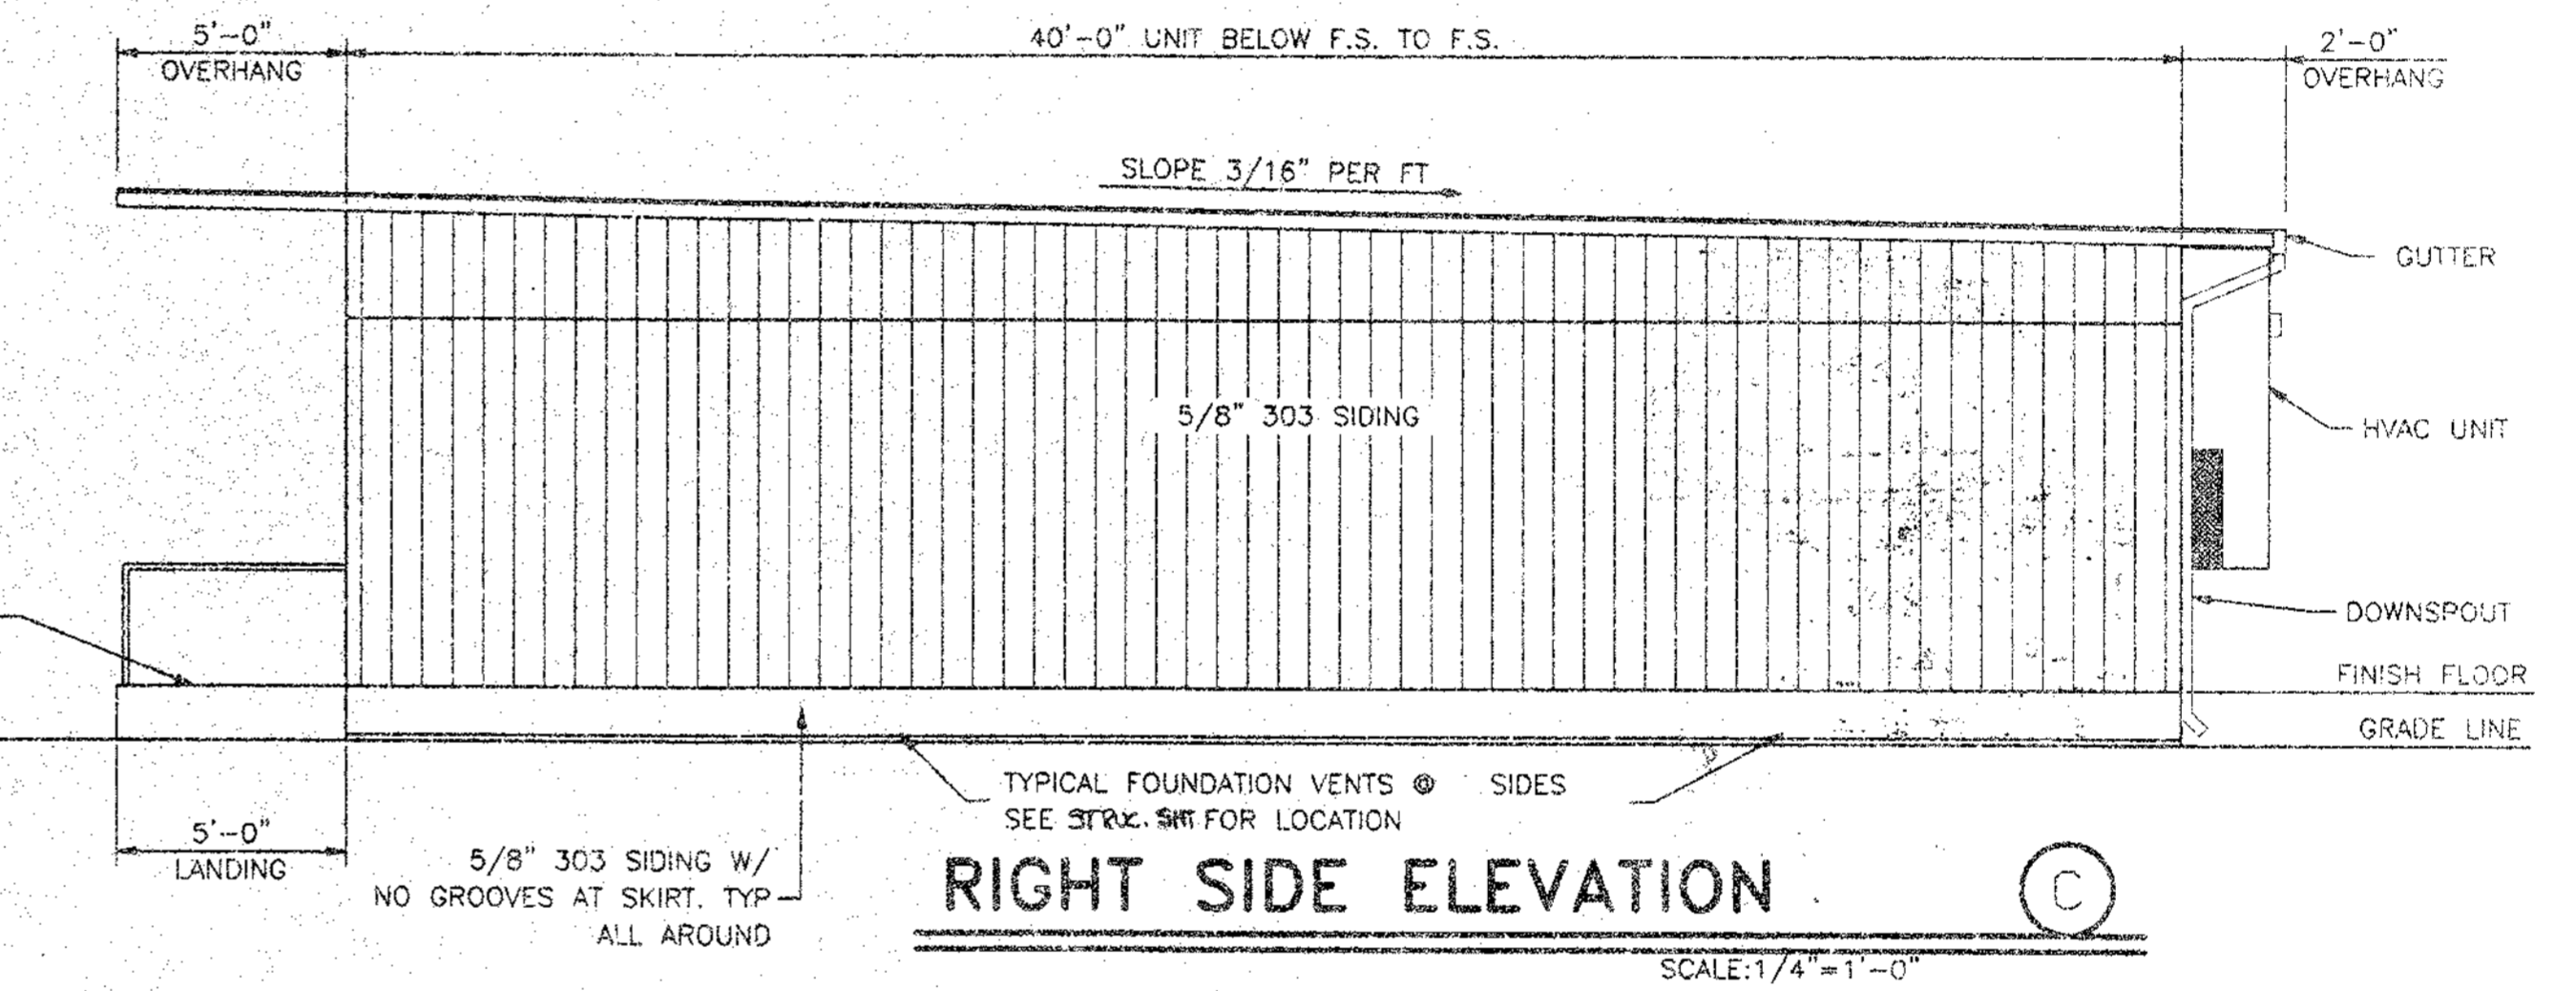 5'-0"
OVERHANG
40'-0" UNIT BELOW F.S. TO F.S.
2'-0"
OVERHANG
SLOPE 3/16" PER FT
GUTTER
5/8" 303 SIDING
HVAC UNIT
DOWNSPOUT
FINISH FLOOR
GRADE LINE
TYPICAL FOUNDATION VENTS @ SIDES
SEE STRUC. SHT FOR LOCATION
5'-0"
LANDING
5/8" 303 SIDING W/
NO GROOVES AT SKIRT. TYP
ALL AROUND
RIGHT SIDE ELEVATION
C
SCALE:1/4"=1'-0"